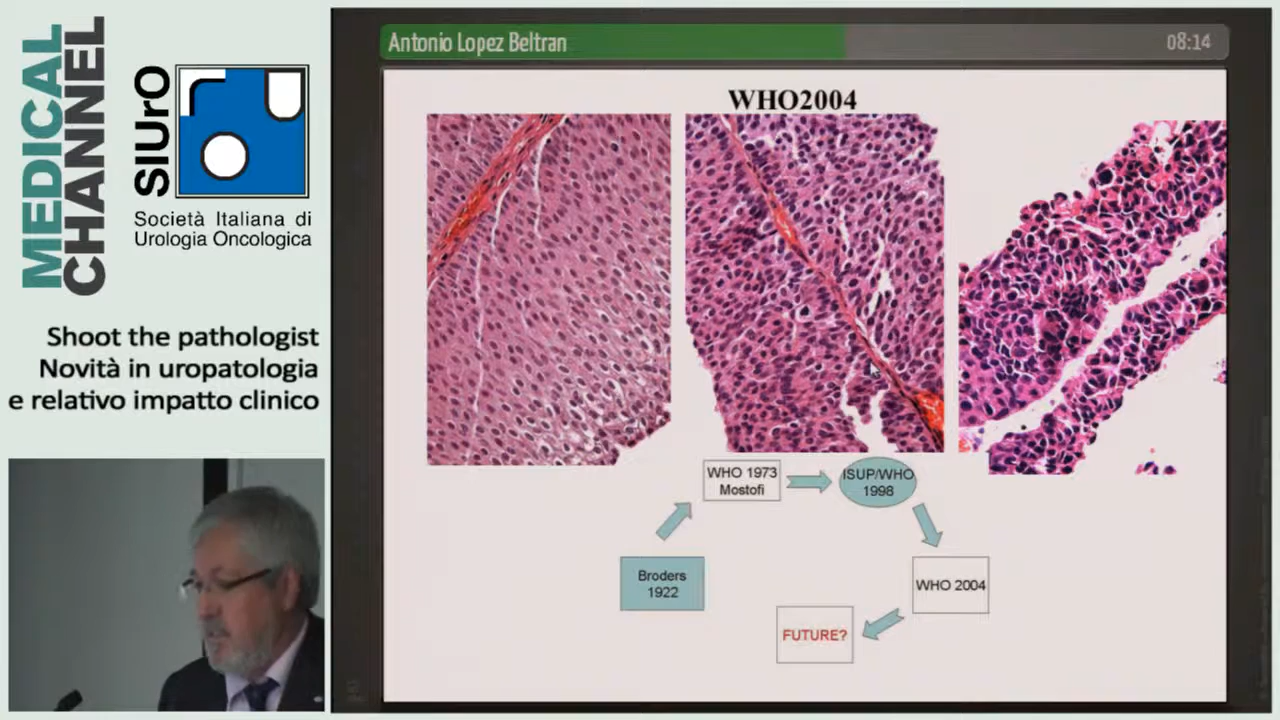 MEDICAL
CHANNEL
SIUrO
Società Italiana di
Urologia Oncologica
Shoot the pathologist
Novità in uropatologia
e relativo impatto clinico
Antonio Lopez Beltran
08:14
WHO2004
WHO 1973
Mostofi
ISUP/WHO
1998
Broders
1922
WHO 2004
FUTURE?